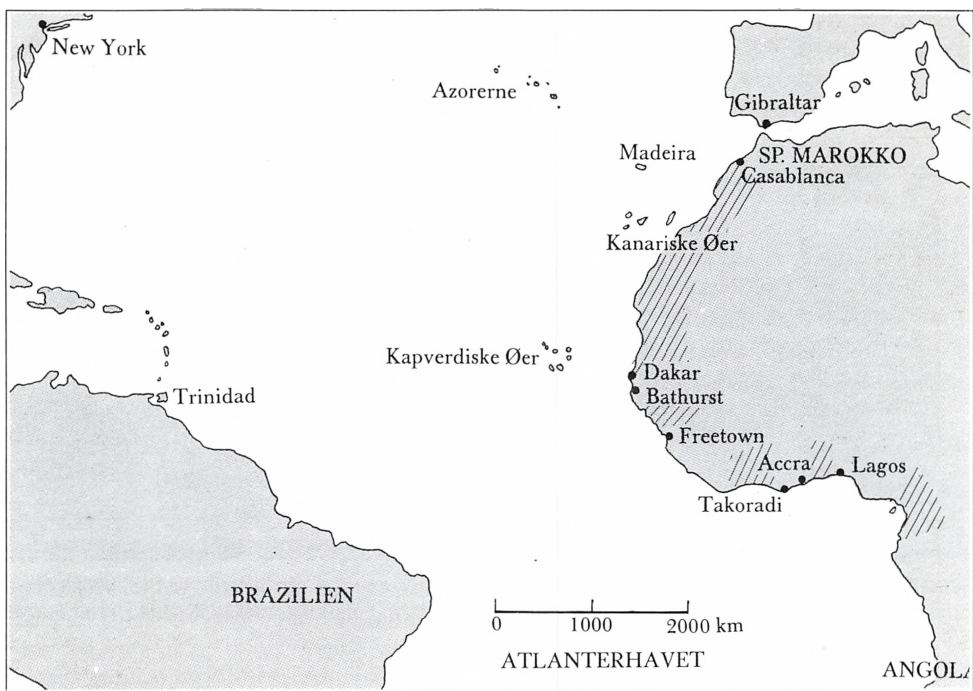 New York
Azorerne
Gibraltar
Madeira
SP. MAROKKO
Casablanca
Kanariske Øer
Kapverdiske Øer
Dakar
Bathurst
Trinidad
Freetown
Accra
Lagos
Takoradi
BRAZILIEN
0 1000 2000 km
ATLANTERHAVET
ANGOLA